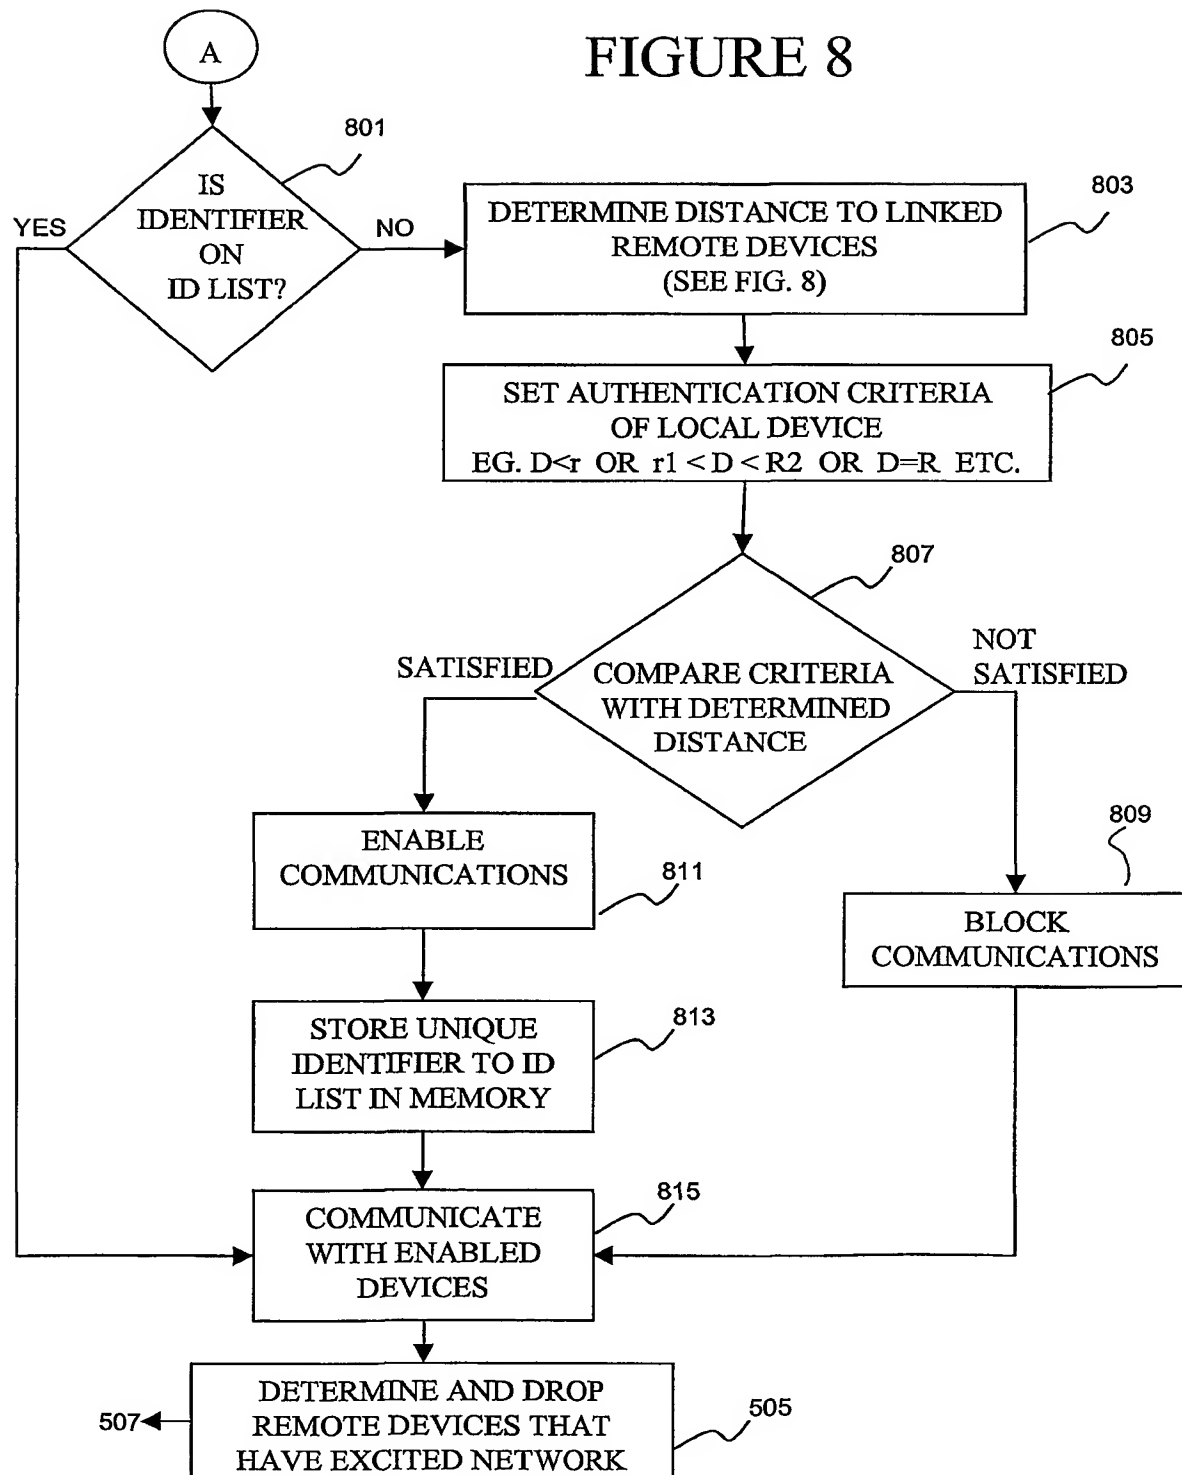 FIGURE 8
A
801
IS
IDENTIFIER
ON
ID LIST?
YES
NO
803
DETERMINE DISTANCE TO LINKED
REMOTE DEVICES
(SEE FIG. 8)
805
SET AUTHENTICATION CRITERIA
OF LOCAL DEVICE
EG. D<r OR r1 < D < R2 OR D=R ETC.
807
COMPARE CRITERIA
WITH DETERMINED
DISTANCE
SATISFIED
NOT
SATISFIED
ENABLE
COMMUNICATIONS
811
809
BLOCK
COMMUNICATIONS
STORE UNIQUE
IDENTIFIER TO ID
LIST IN MEMORY
813
COMMUNICATE
WITH ENABLED
DEVICES
815
DETERMINE AND DROP
REMOTE DEVICES THAT
HAVE EXCITED NETWORK
507
505